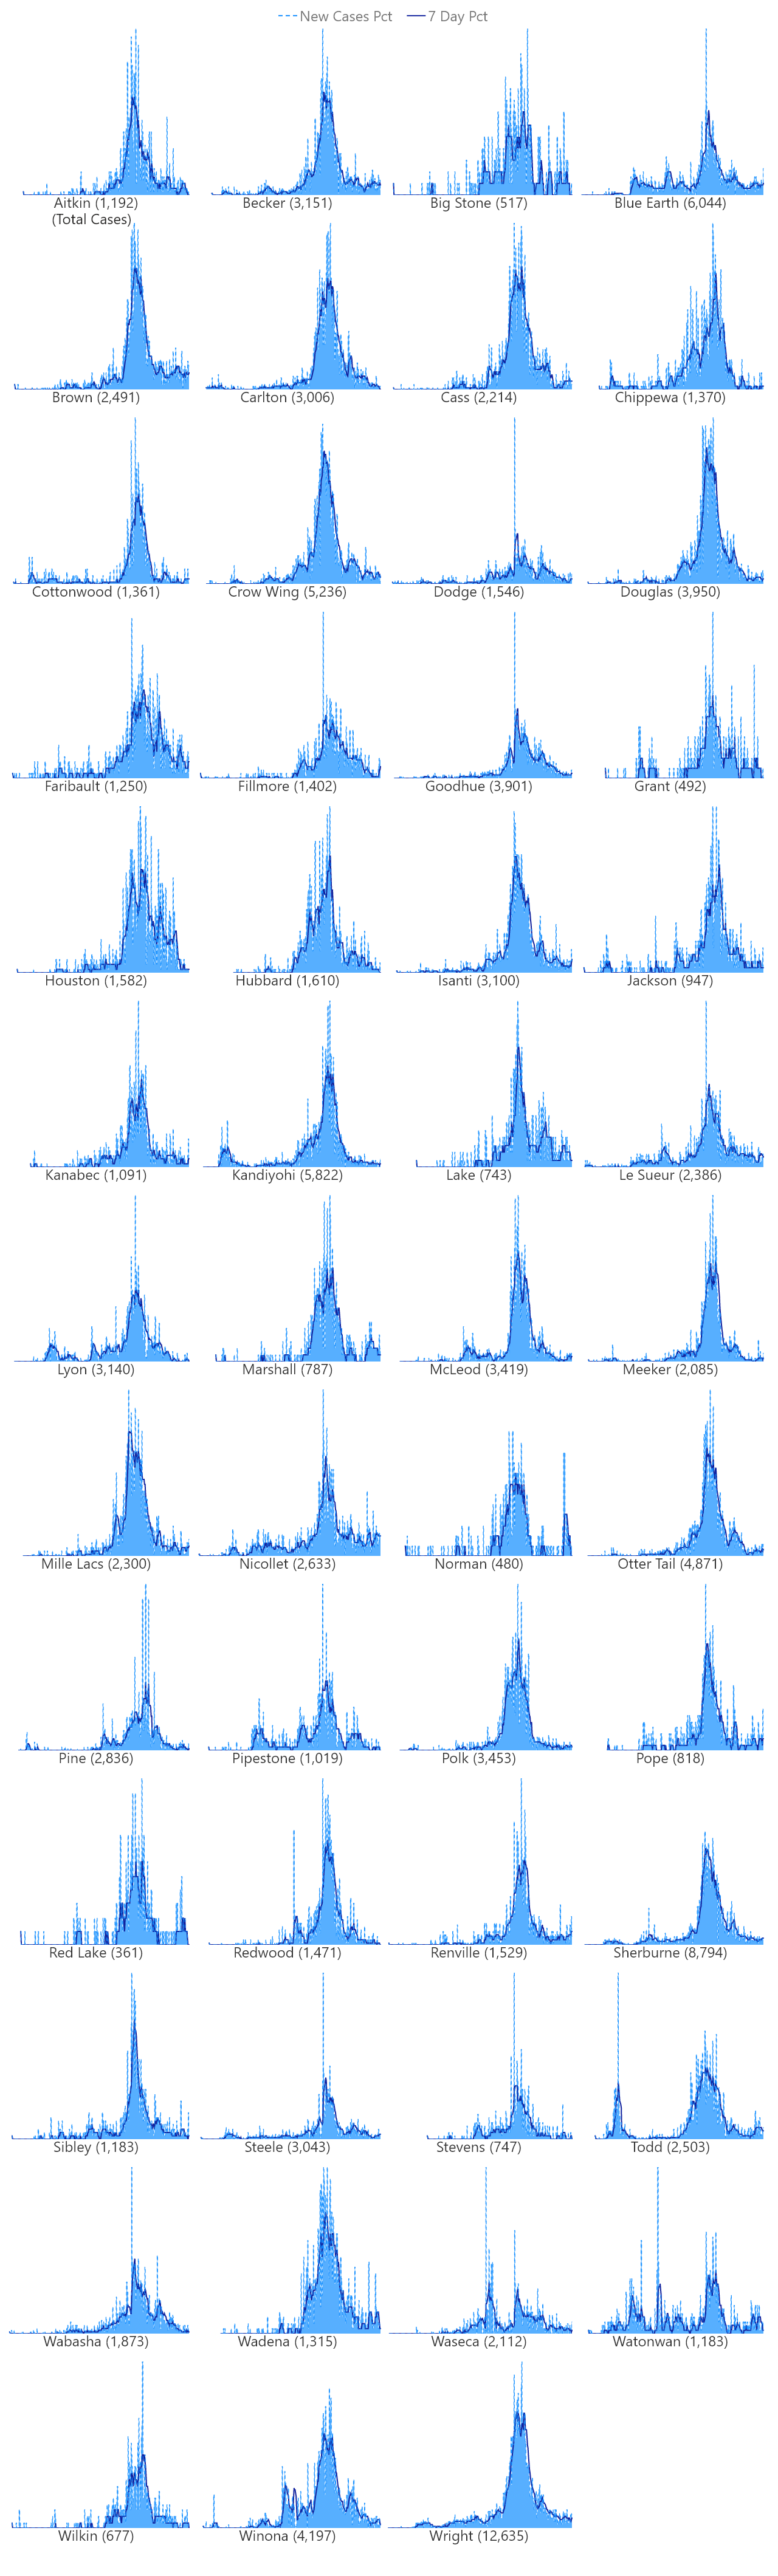 New Cases Pct 7 Day Pct
Aitkin (1,192) Becker (3,151) Big Stone (517) Blue Earth (6,044)
(Total Cases)
Brown (2,491) Carlton (3,006) Cass (2,214) Chippewa (1,370)
Cottonwood (1,361) Crow Wing (5,236) Dodge (1,546) Douglas (3,950)
Faribault (1,250) Fillmore (1,402) Goodhue (3,901) Grant (492)
Houston (1,582) Hubbard (1,610) Isanti (3,100) Jackson (947)
Kanabec (1,091) Kandiyohi (5,822) Lake (743) Le Sueur (2,386)
Lyon (3,140) Marshall (787) McLeod (3,419) Meeker (2,085)
Mille Lacs (2,300) Nicollet (2,633) Norman (480) Otter Tail (4,871)
Pine (2,836) Pipestone (1,019) Polk (3,453) Pope (818)
Red Lake (361) Redwood (1,471) Renville (1,529) Sherburne (8,794)
Sibley (1,183) Steele (3,043) Stevens (747) Todd (2,503)
Wabasha (1,873) Wadena (1,315) Waseca (2,112) Watonwan (1,183)
Wilkin (677) Winona (4,197) Wright (12,635)